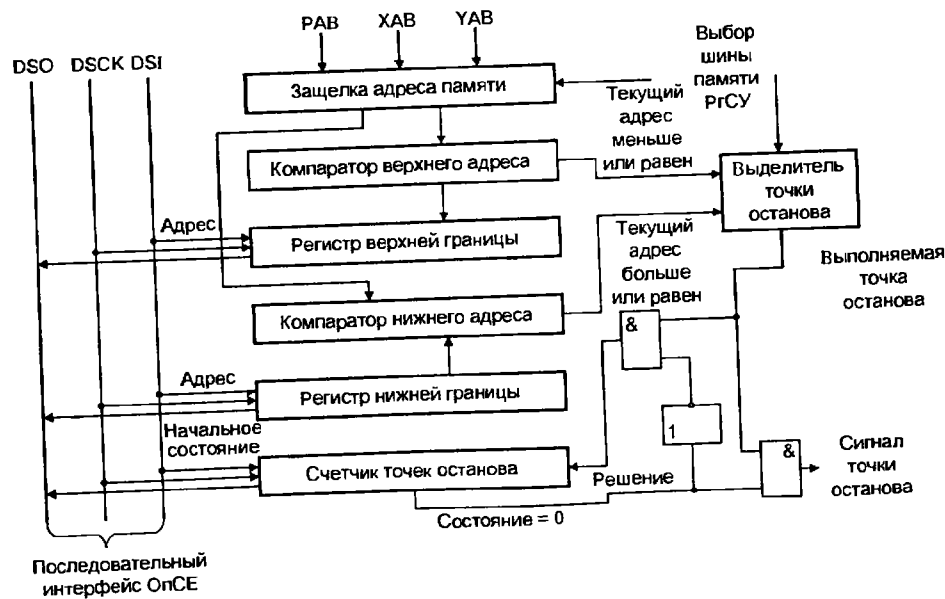 PAB XAB YAB
DSO DSCK DSI
Выбор
шины
памяти
РгСУ
Защелка адреса памяти
Текущий
адрес
меньше
или равен
Компаратор верхнего адреса
Выделитель
точки
останова
Адрес
Регистр верхней границы
Текущий
адрес
больше
или равен
Выполняемая
точка
останова
Компаратор нижнего адреса
&
Адрес
Регистр нижней границы
1
Начальное
состояние
Счетчик точек останова
Решение
&
Сигнал
точки
останова
Состояние = 0
Последовательный
интерфейс ОпСЕ